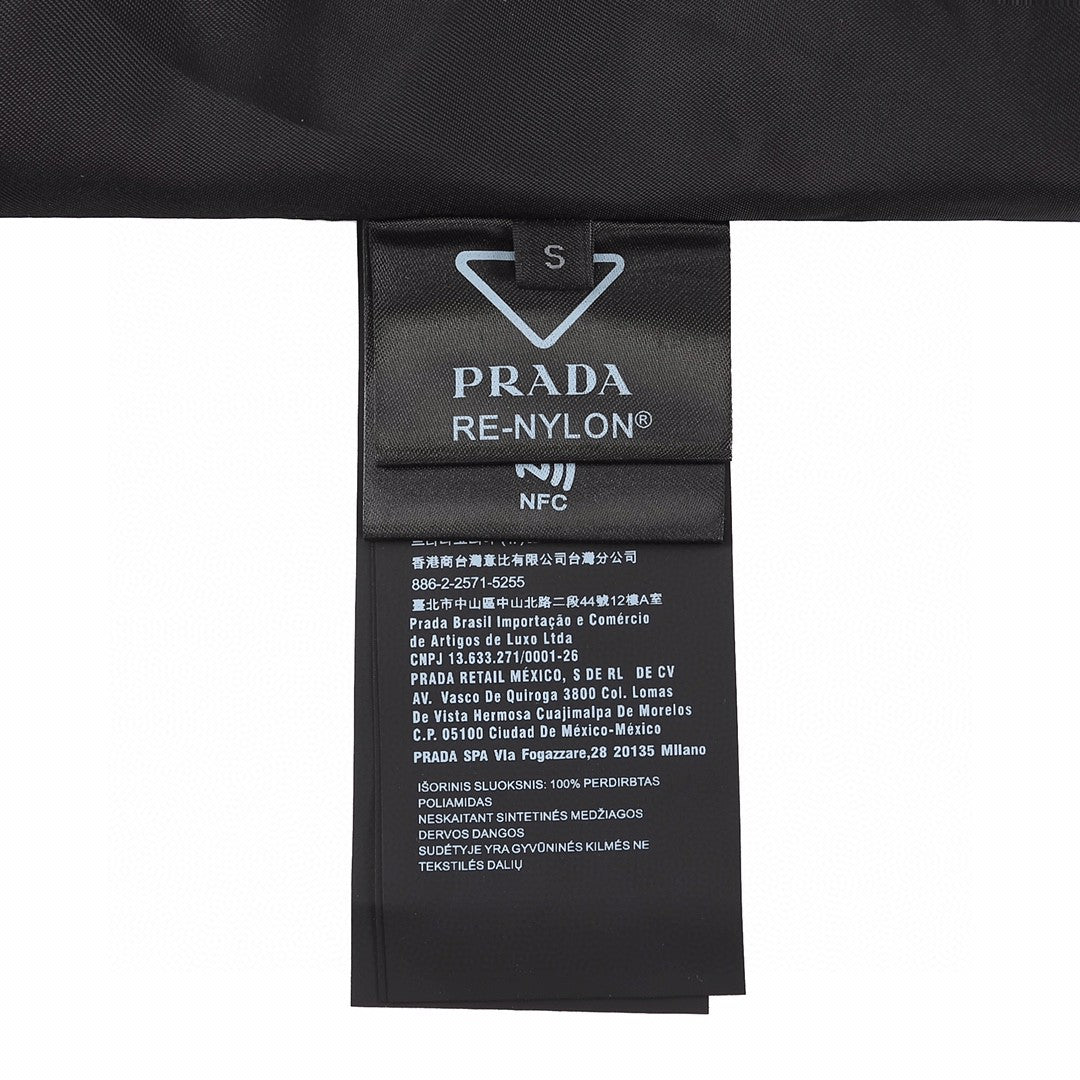 S
PRADA
RE-NYLON®
NFC
香港商台灣意比有限公司台灣分公司
886-2-2571-5255
臺北市中山區中山北路二段44號12樓A室
Prada Brasil Importação e Comércio
de Artigos de Luxo Ltda
CNPJ 13.633.271/0001-26
PRADA RETAIL MÉXICO, S DE RL DE CV
AV. Vasco De Quiroga 3800 Col. Lomas
De Vista Hermosa Cuajimalpa De Morelos
C.P. 05100 Ciudad De México-México
PRADA SPA VIa Fogazzare,28 20135 MIlano
IŠORINIS SLUOKSNIS: 100% PERDIRBTAS
POLIAMIDAS
NESKAITANT SINTETINĖS MEDŽIAGOS
DERVOS DANGOS
SUDĖTYJE YRA GYVŪNINĖS KILMĖS NE
TEKSTILĖS DALIŲ